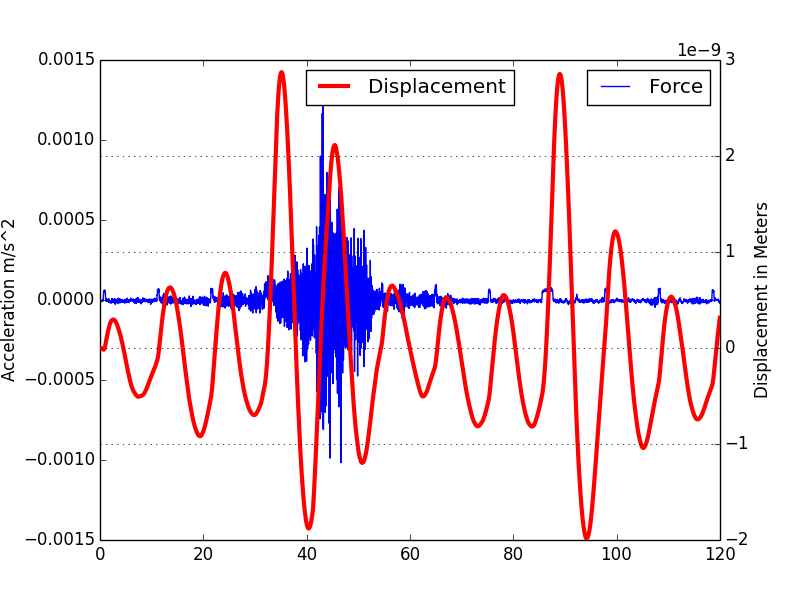 1e−9
Displacement
Force
0.0015
0.0010
0.0005
0.0000
−0.0005
−0.0010
−0.0015
Acceleration m/s^2
3
2
1
0
−1
−2
Displacement in Meters
0 20 40 60 80 100 120